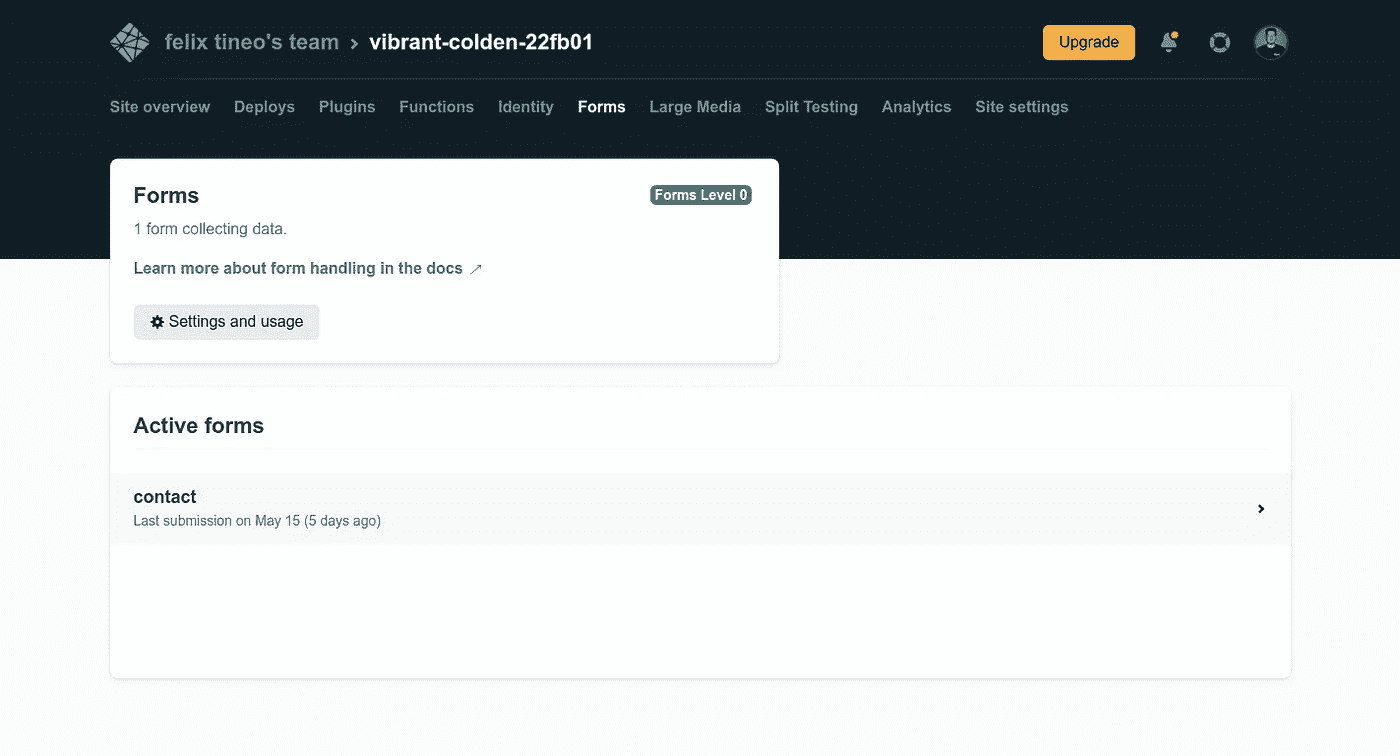 felix tineo's team › vibrant-colden-22fb01
Upgrade
Site overview Deploys Plugins Functions Identity Forms Large Media Split Testing Analytics Site settings
Forms
Forms Level 0
1 form collecting data.
Learn more about form handling in the docs
Settings and usage
Active forms
contact
Last submission on May 15 (5 days ago)